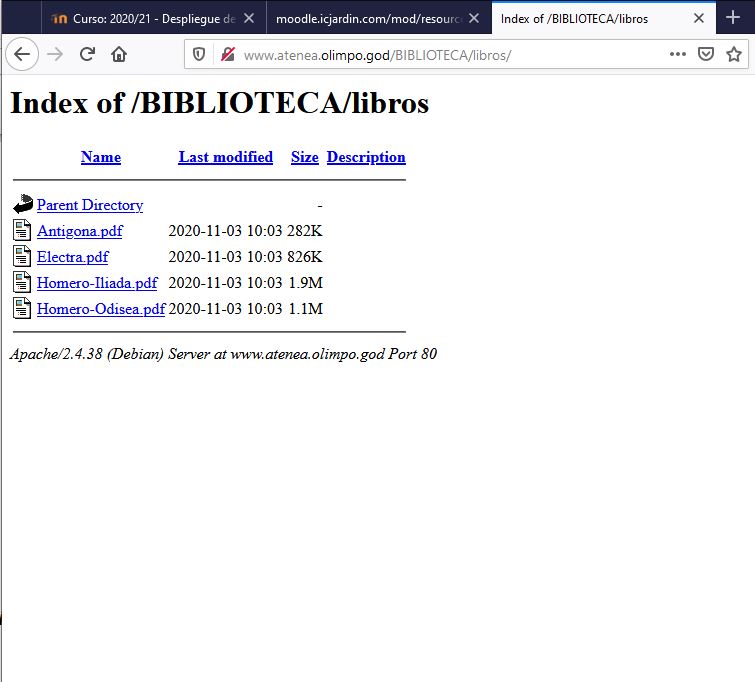 Curso: 2020/21 - Despliegue de
moodle.icjardin.com/mod/resourc
Index of /BIBLIOTECA/libros
www.atenea.olimpo.god/BIBLIOTECA/libros/
Index of /BIBLIOTECA/libros
Name Last modified Size Description
Parent Directory -
Antigona.pdf 2020-11-03 10:03 282K
Electra.pdf 2020-11-03 10:03 826K
Homero-Iliada.pdf 2020-11-03 10:03 1.9M
Homero-Odisea.pdf 2020-11-03 10:03 1.1M
Apache/2.4.38 (Debian) Server at www.atenea.olimpo.god Port 80